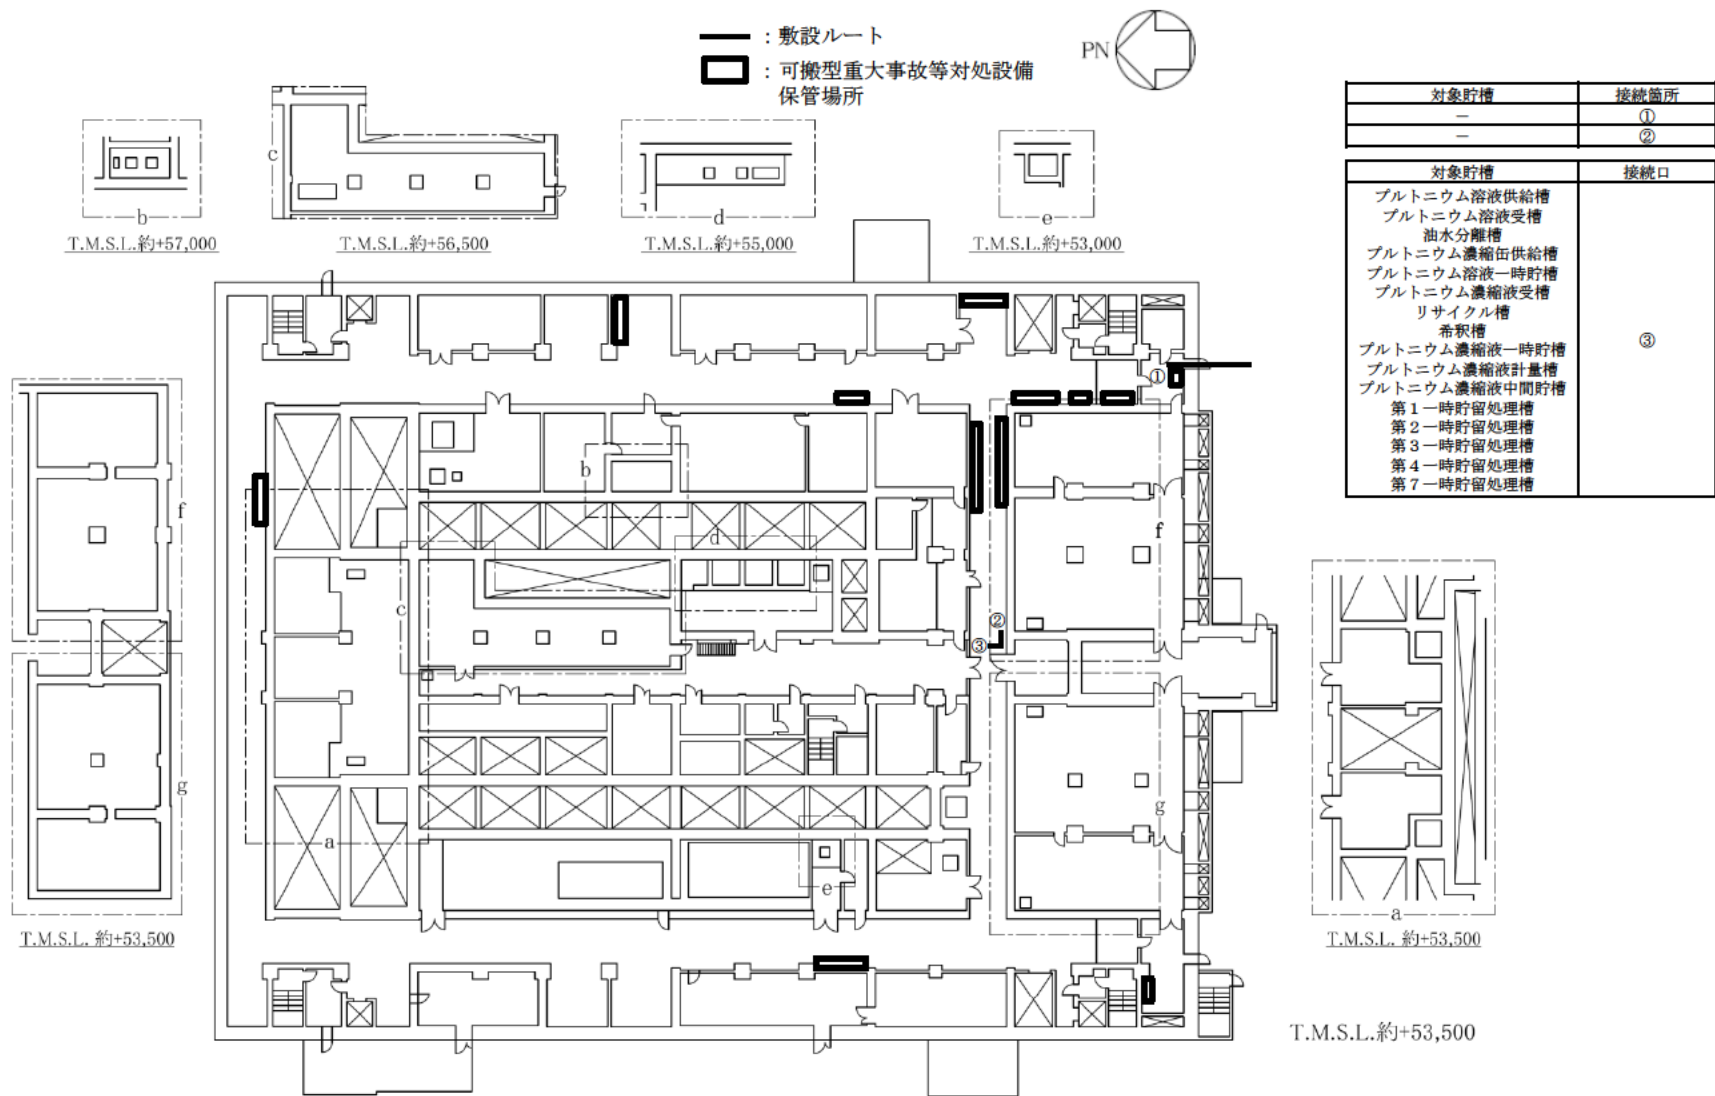 ：敷設ルート
：可搬型重大事故等対処設備
保管場所
PN
対象貯槽 接続箇所
－ ①
－ ②
対象貯槽 接続口
プルトニウム溶液供給槽
プルトニウム溶液受槽
油水分離槽
プルトニウム濃縮缶供給槽
プルトニウム溶液一時貯槽
プルトニウム濃縮液受槽
リサイクル槽
希釈槽
プルトニウム濃縮液一時貯槽
プルトニウム濃縮液計量槽
プルトニウム濃縮液中間貯槽
第１一時貯留処理槽
第２一時貯留処理槽
第３一時貯留処理槽
第４一時貯留処理槽
第７一時貯留処理槽
③
b
T.M.S.L.約+57,000
c
T.M.S.L.約+56,500
d
T.M.S.L.約+55,000
e
T.M.S.L.約+53,000
f
g
T.M.S.L. 約+53,500
①
b
d
c
f
②
③
a
e
g
a
T.M.S.L. 約+53,500
T.M.S.L.約+53,500